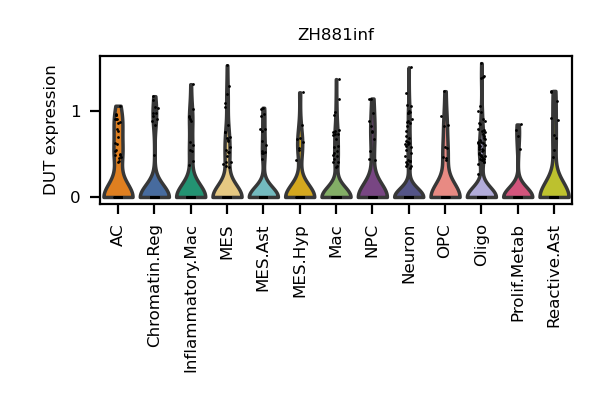 ZH881inf
DUT expression
1
0
AC
Chromatin.Reg
Inflammatory.Mac
MES
MES.Ast
MES.Hyp
Mac
NPC
Neuron
OPC
Oligo
Prolif.Metab
Reactive.Ast